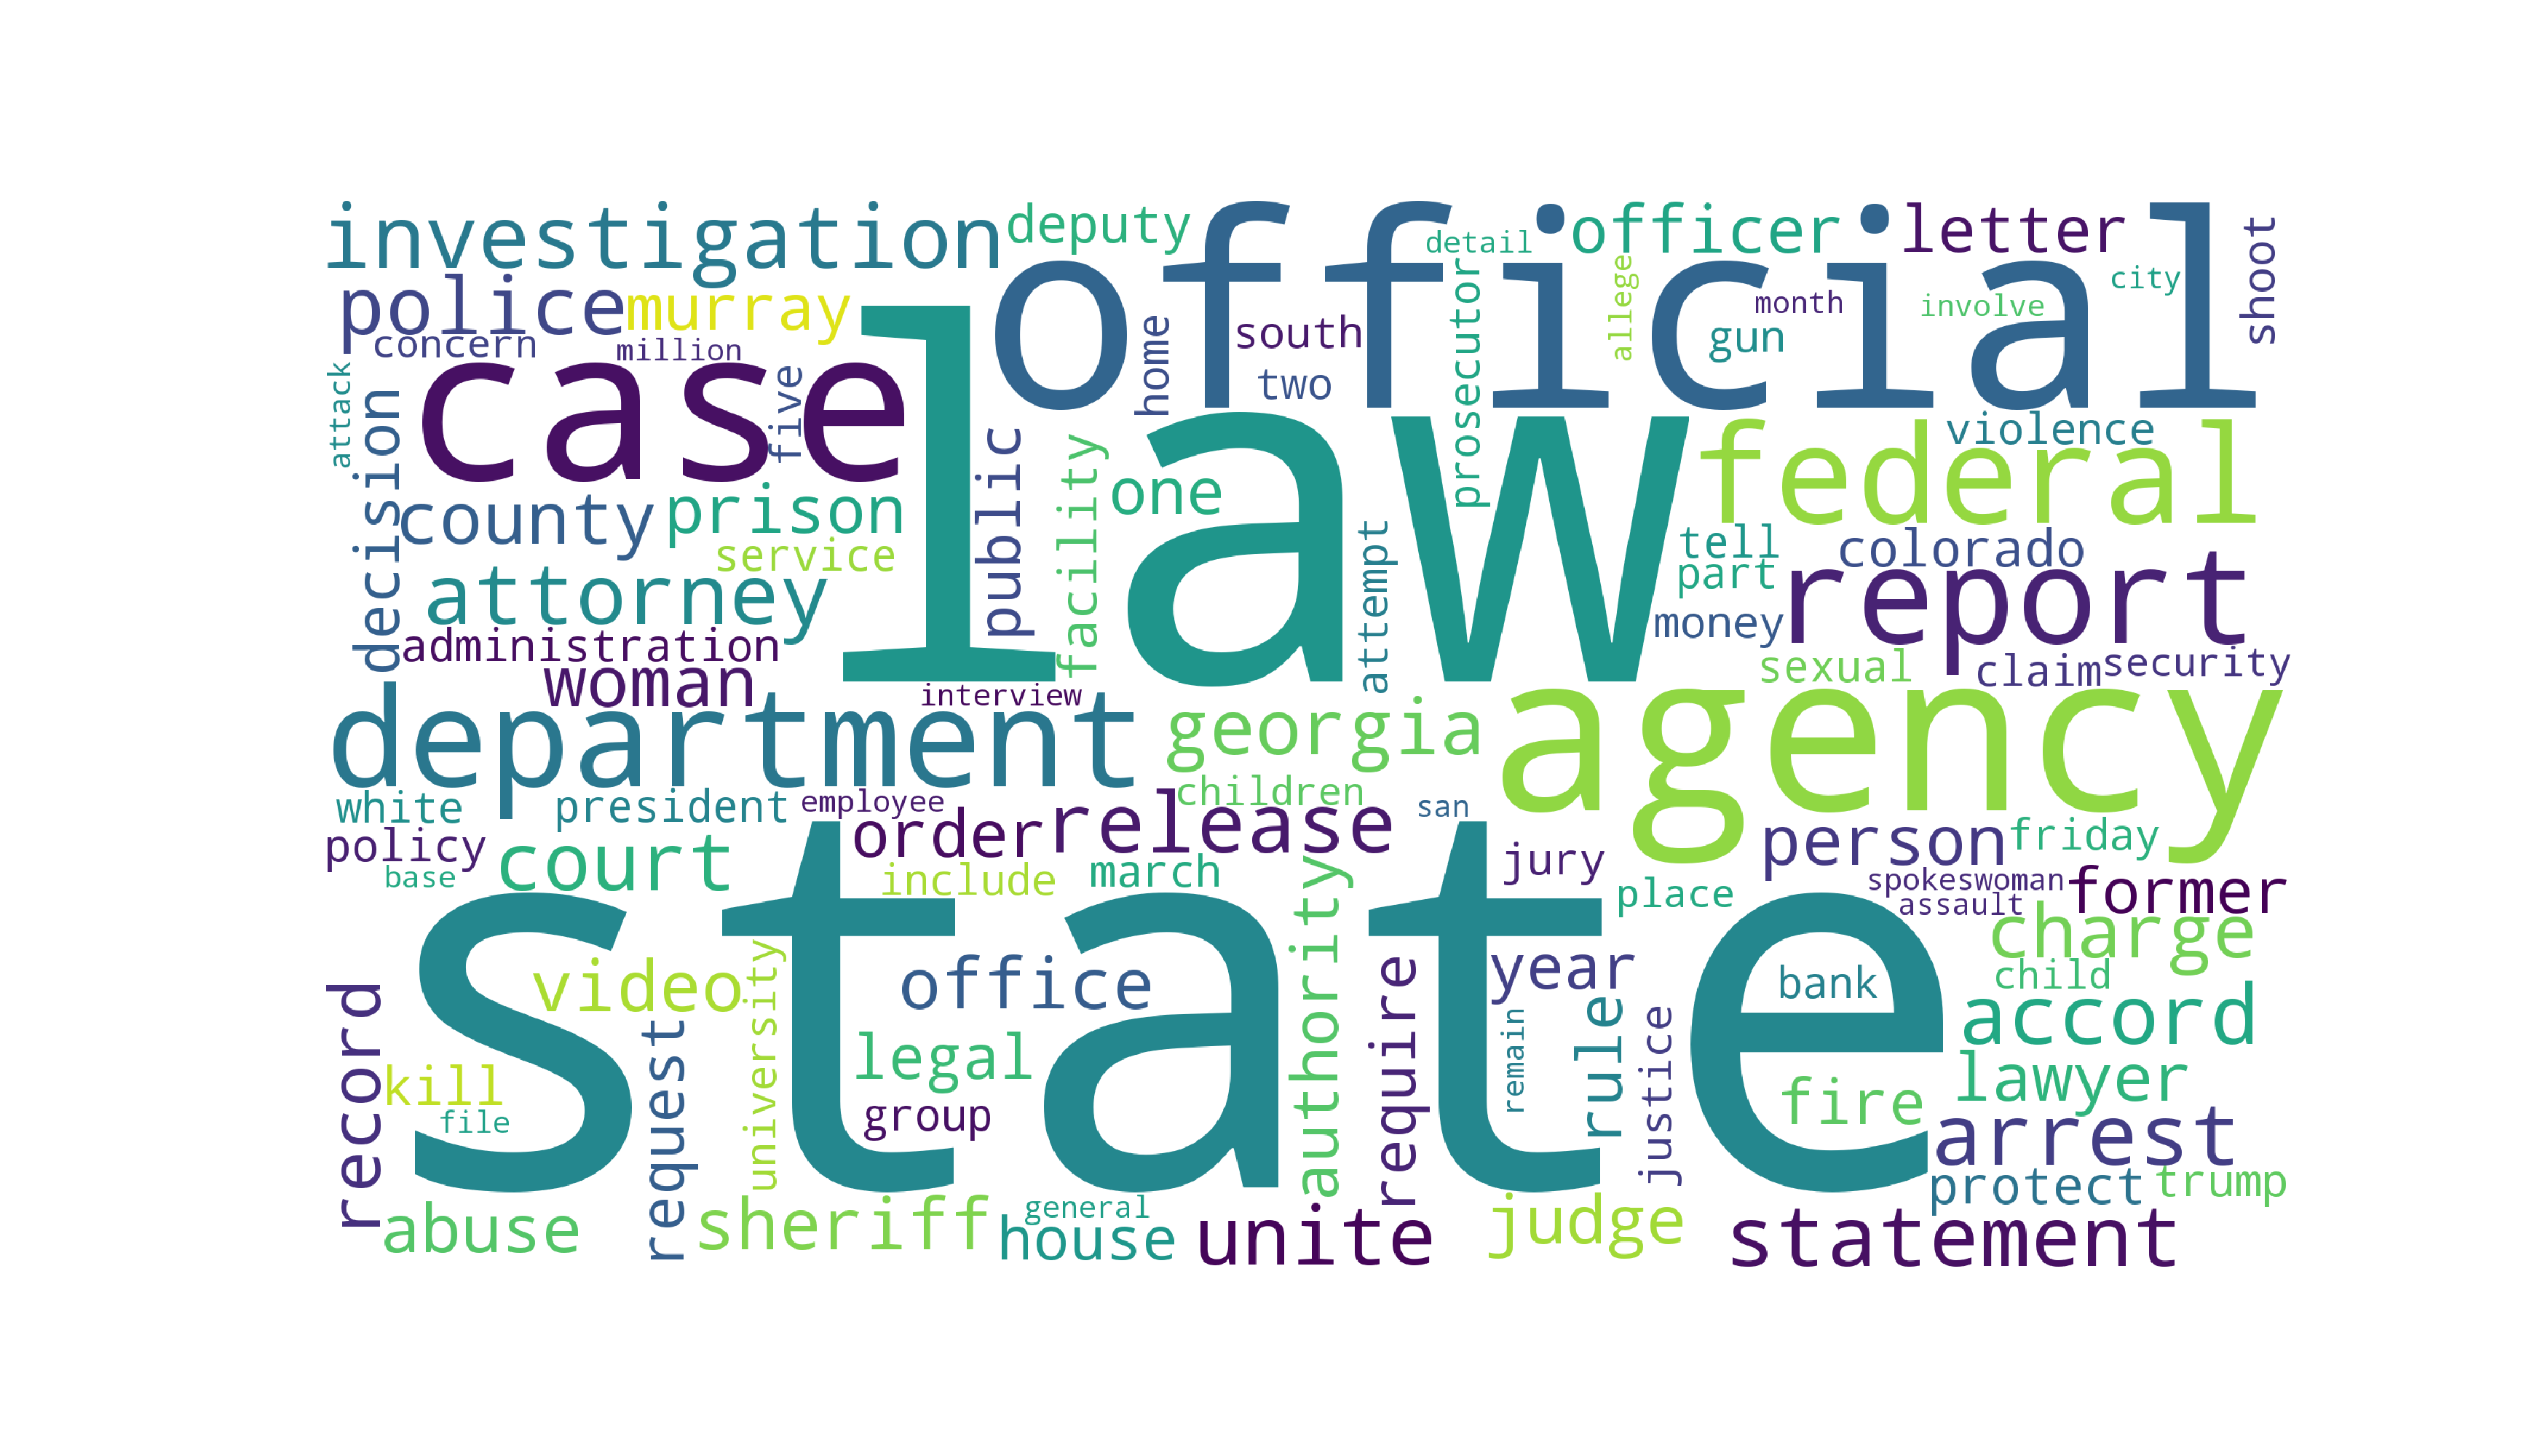 investigation
deputy
official
detail
officer
letter
shoot
police
murray
law
home
south
prosecutor
allege
month
gun
involve
city
concern
million
case
five
two
attack
decision
public
facility
one
attempt
federal
violence
county
prison
service
tell
part
colorado
attorney
money
report
administration
woman
interview
sexual
claim
security
department
georgia
agency
white
president
employee
children
san
policy
base
court
order
release
include
march
jury
person
friday
state
authority
place
spokeswoman
assault
former
charge
record
video
university
office
require
year
remain
rule
justice
bank
child
accord
kill
file
request
legal
group
fire
lawyer
arrest
protect
trump
abuse
sheriff
general
house
unite
judge
statement